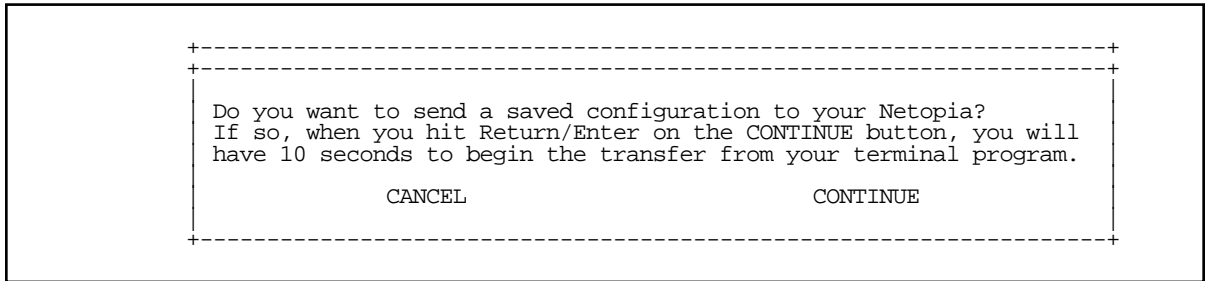 Do you want to send a saved configuration to your Netopia?
If so, when you hit Return/Enter on the CONTINUE button, you will
have 10 seconds to begin the transfer from your terminal program.
CANCEL CONTINUE